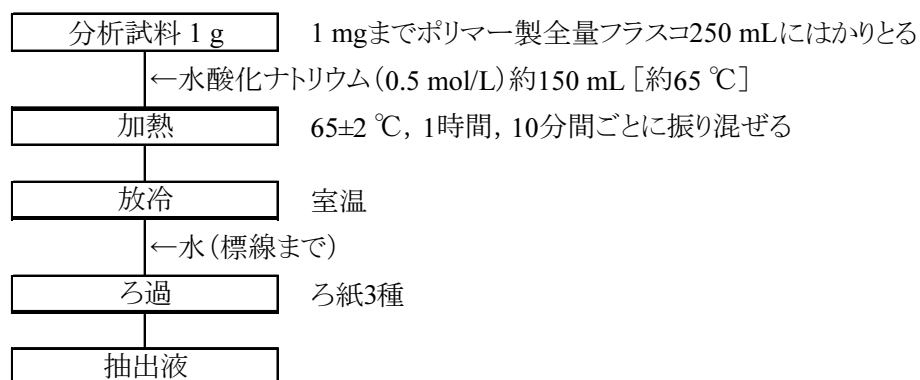 分析試料 1 g 1 mgまでポリマー製全量フラスコ250 mLにはかりとる
←水酸化ナトリウム(0.5 mol/L)約150 mL [約65 ℃]
加熱 65±2 ℃, 1時間, 10分間ごとに振り混ぜる
放冷 室温
←水(標線まで)
ろ過 ろ紙3種
抽出液